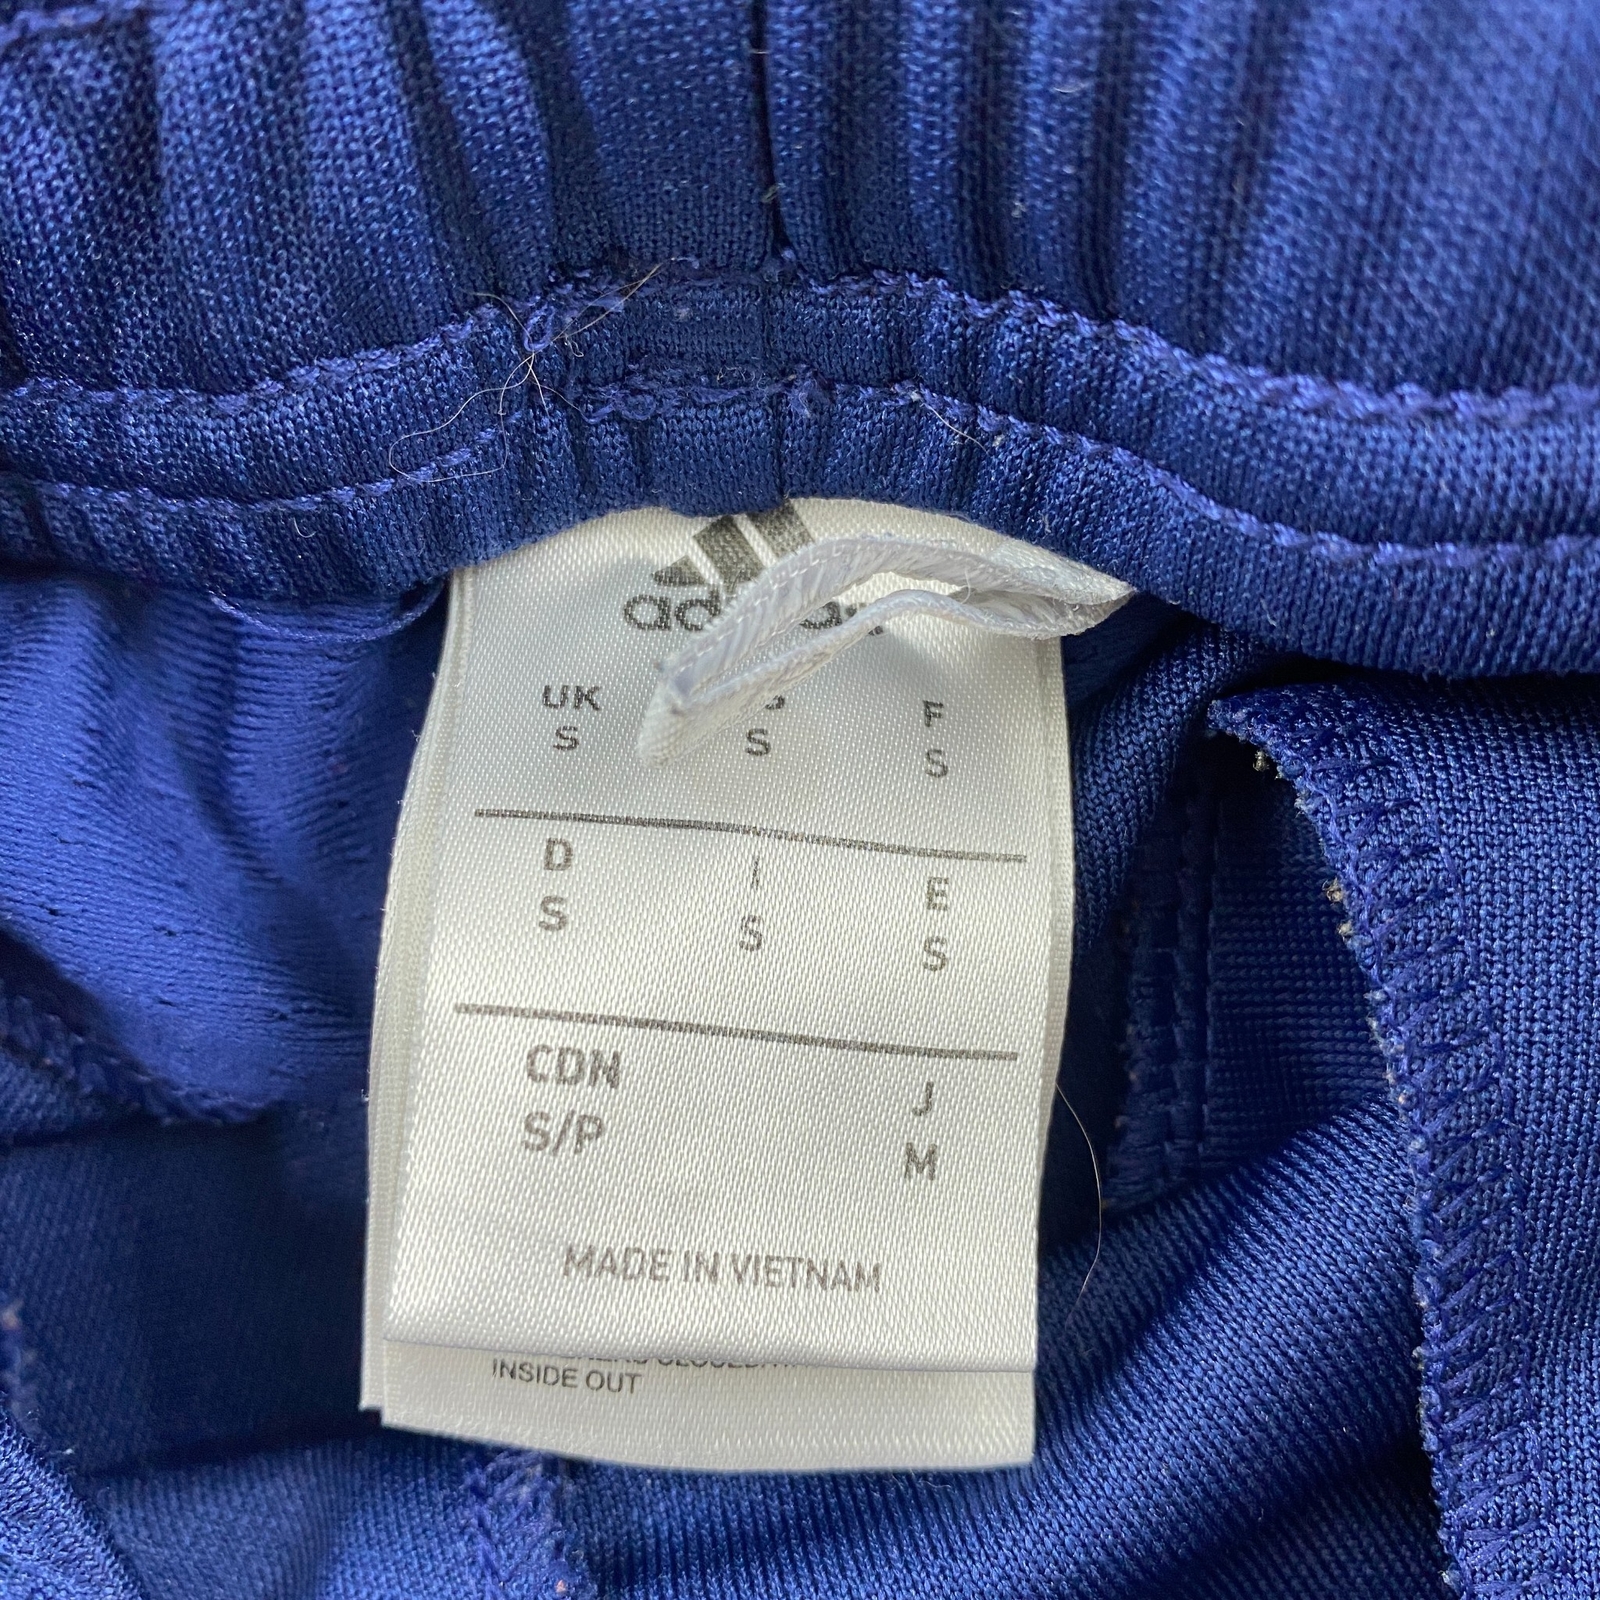 UK F
S S S
D I E
S S S
CDN J
S/P M
MADE IN VIETNAM
INSIDE OUT